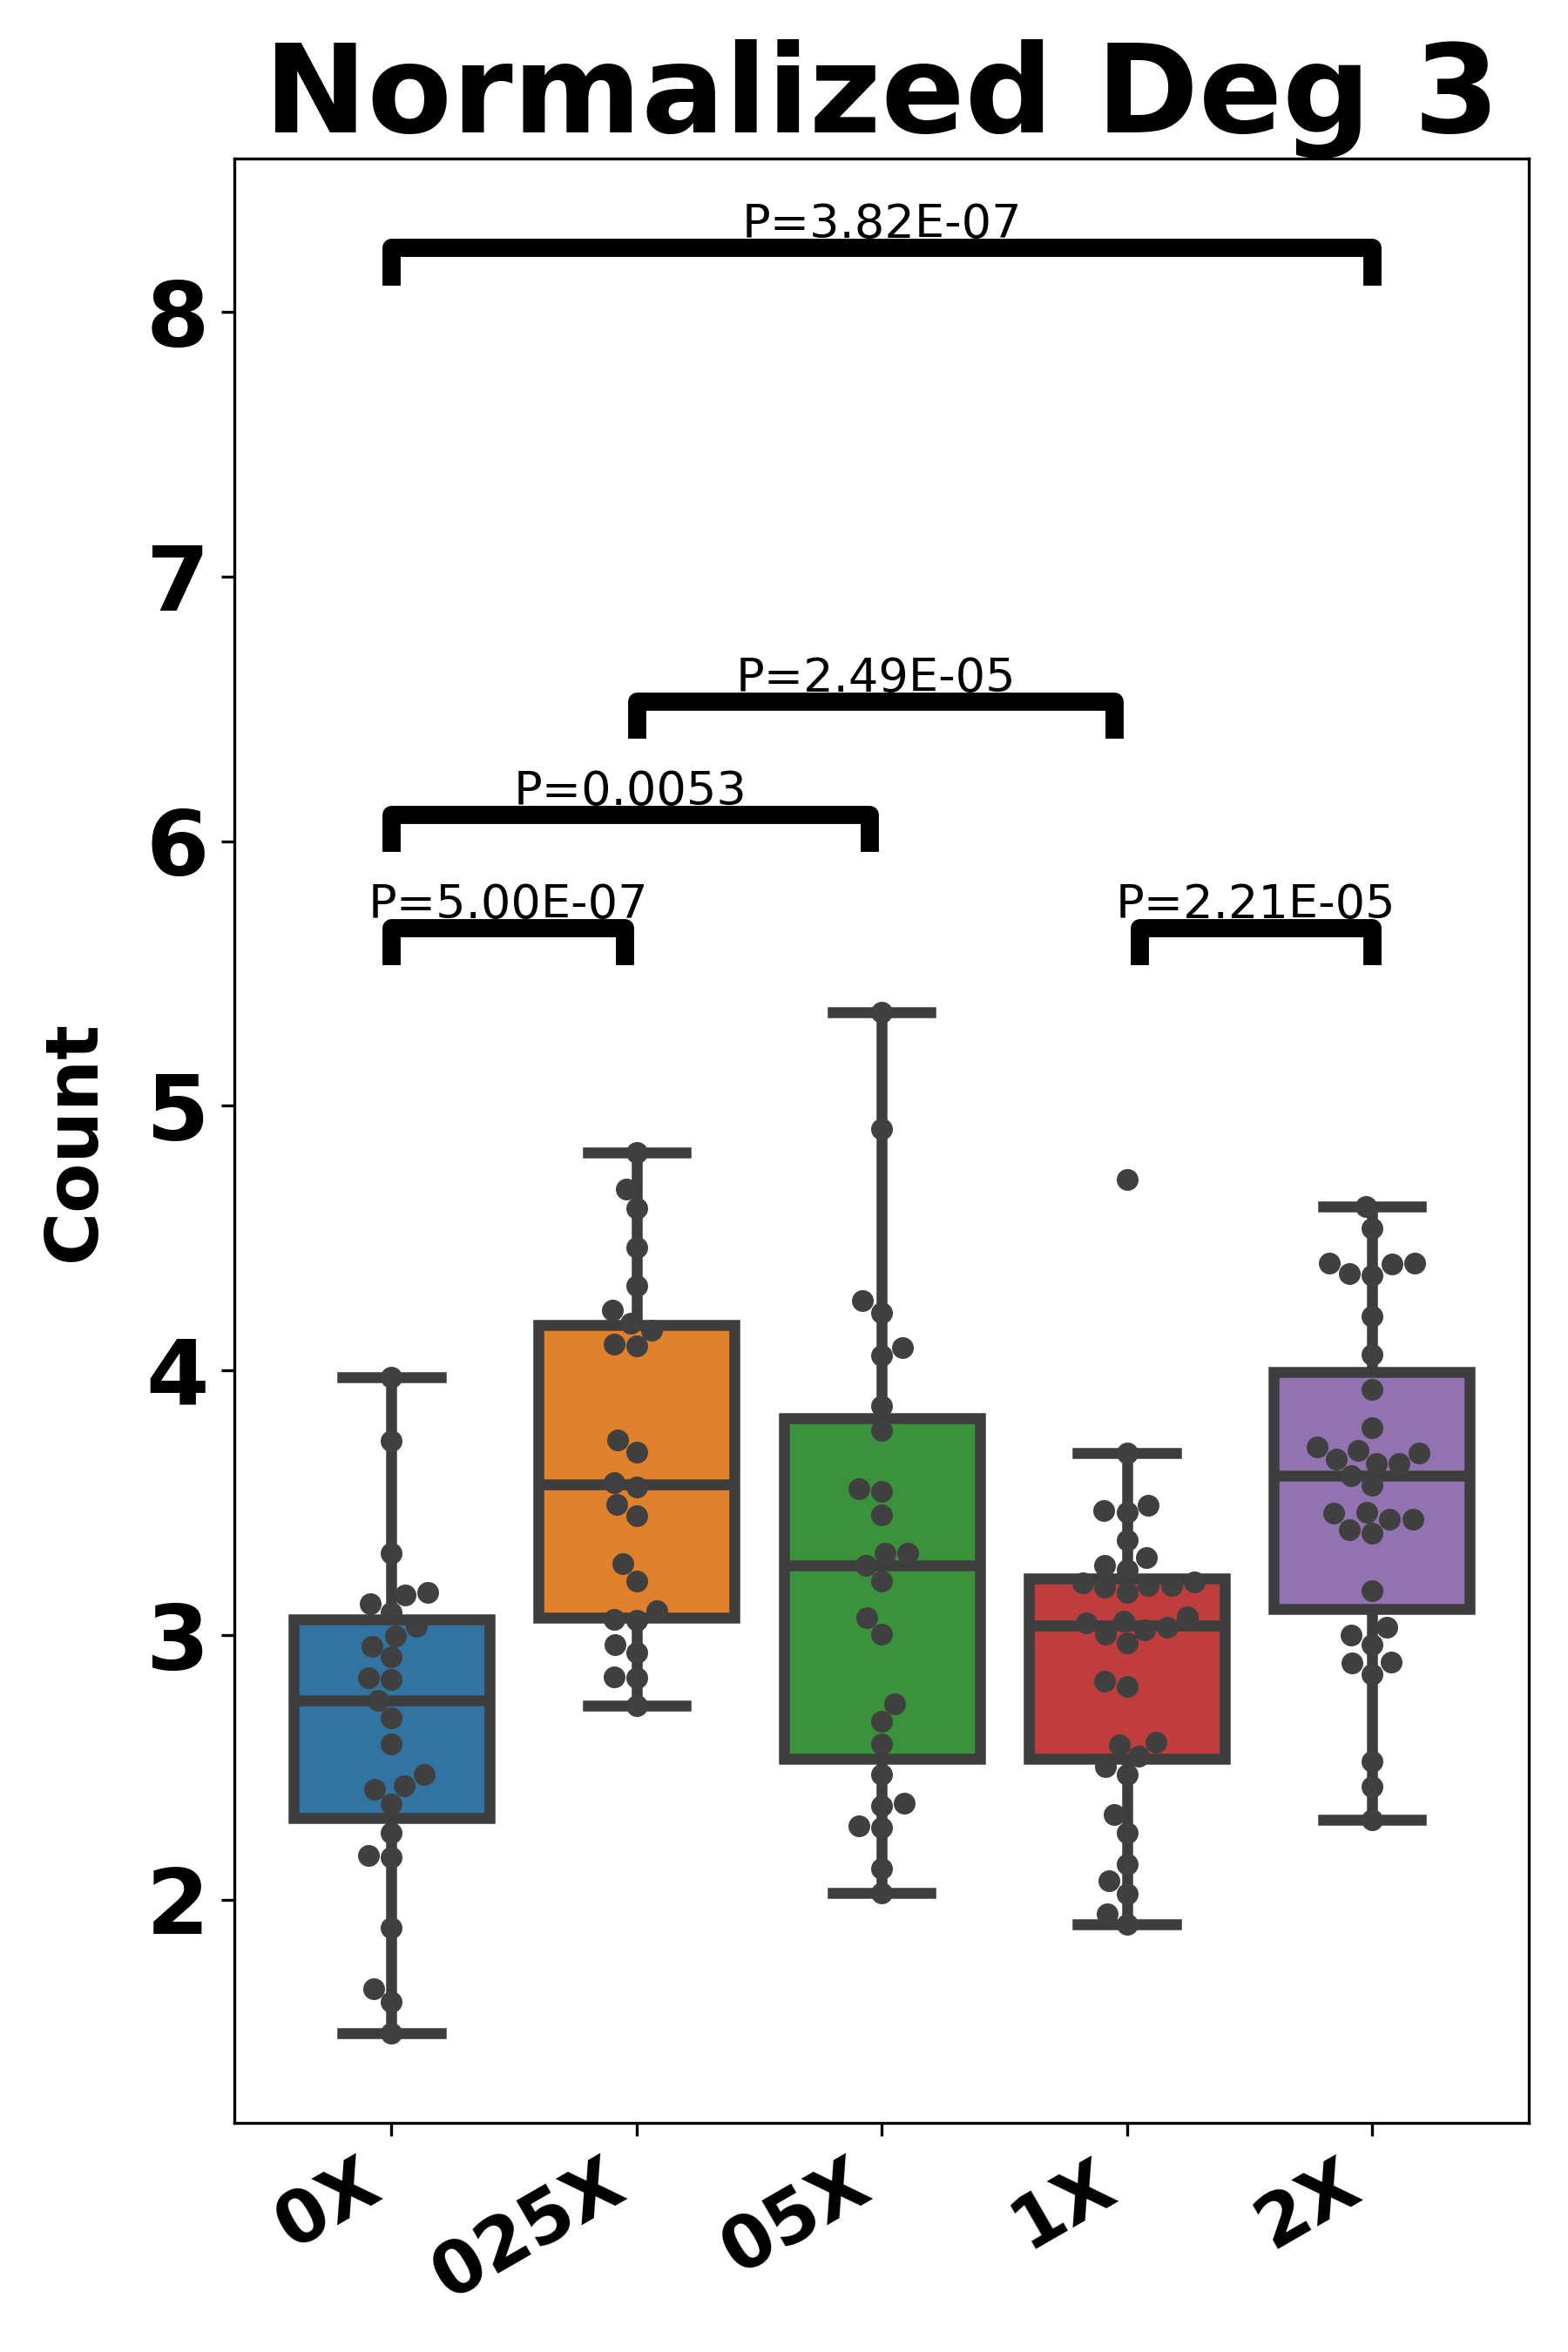 Normalized Deg 3
P=3.82E-07
8
7
P=2.49E-05
P=0.0053
6
P=5.00E-07
P=2.21E-05
Count
5
4
3
2
0X
025X
05X
1X
2X